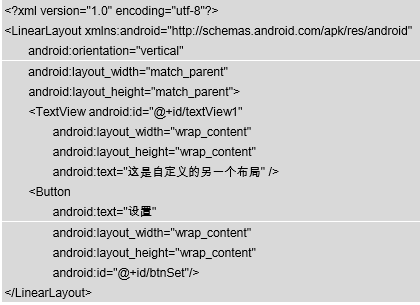 <?xml version="1.0" encoding="utf-8"?>
<LinearLayout xmlns:android="http://schemas.android.com/apk/res/android"
android:orientation="vertical"
android:layout_width="match_parent"
android:layout_height="match_parent">
<TextView android:id="@+id/textView1"
android:layout_width="wrap_content"
android:layout_height="wrap_content"
android:text="这是自定义的另一个布局" />
<Button
android:text="设置"
android:layout_width="wrap_content"
android:layout_height="wrap_content"
android:id="@+id/btnSet"/>
</LinearLayout>